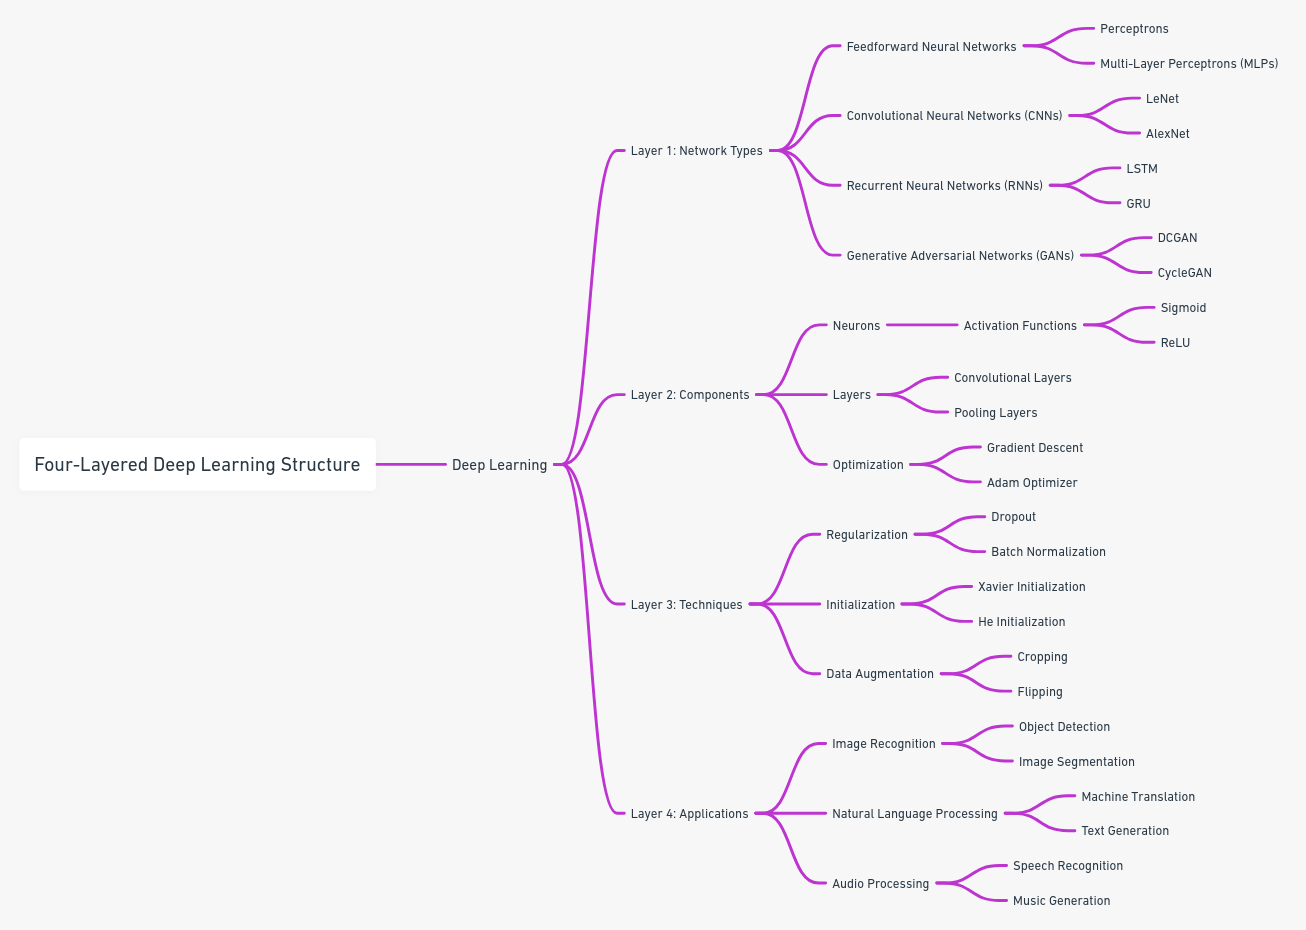 Four-Layered Deep Learning Structure
Deep Learning
Layer 1: Network Types
Feedforward Neural Networks
Perceptrons
Multi-Layer Perceptrons (MLPs)
Convolutional Neural Networks (CNNs)
LeNet
AlexNet
Recurrent Neural Networks (RNNs)
LSTM
GRU
Generative Adversarial Networks (GANs)
DCGAN
CycleGAN
Layer 2: Components
Neurons
Activation Functions
Sigmoid
ReLU
Layers
Convolutional Layers
Pooling Layers
Optimization
Gradient Descent
Adam Optimizer
Layer 3: Techniques
Regularization
Dropout
Batch Normalization
Initialization
Xavier Initialization
He Initialization
Data Augmentation
Cropping
Flipping
Layer 4: Applications
Image Recognition
Object Detection
Image Segmentation
Natural Language Processing
Machine Translation
Text Generation
Audio Processing
Speech Recognition
Music Generation